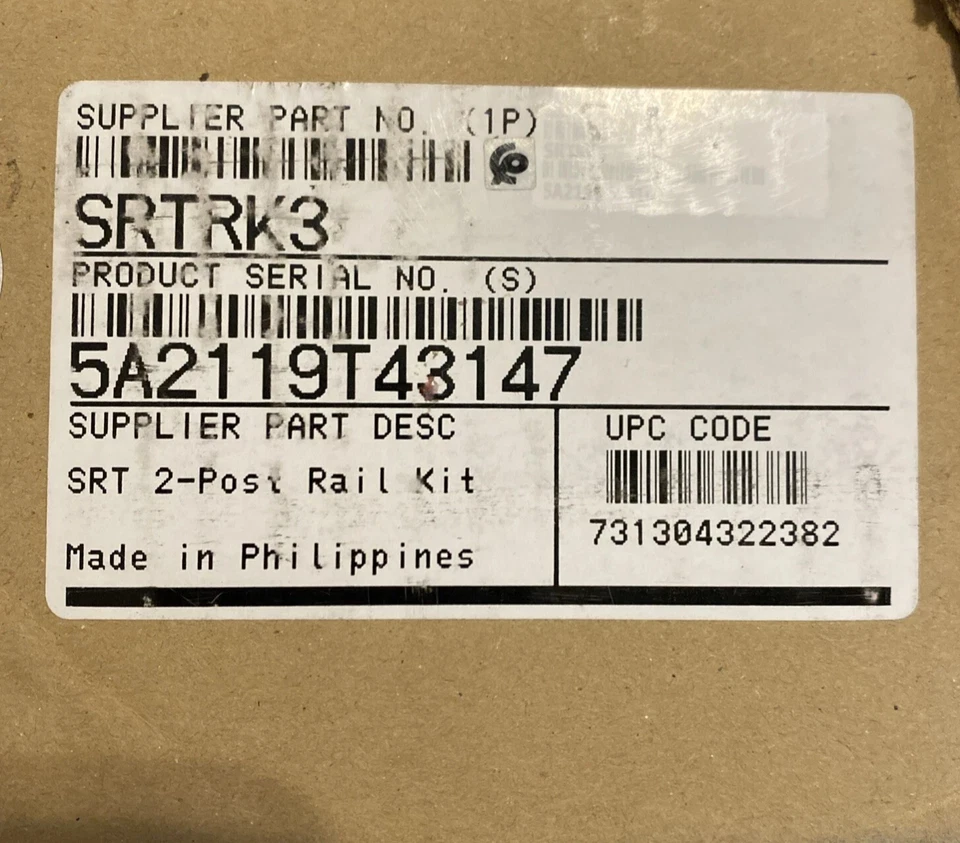 SUPPLIER PART NO. (1P)
SRTRK3
PRODUCT SERIAL NO. (S)
5A2119T43147
SUPPLIER PART DESC
UPC CODE
SRT 2-Post Rail Kit
731304322382
Made in Philippines